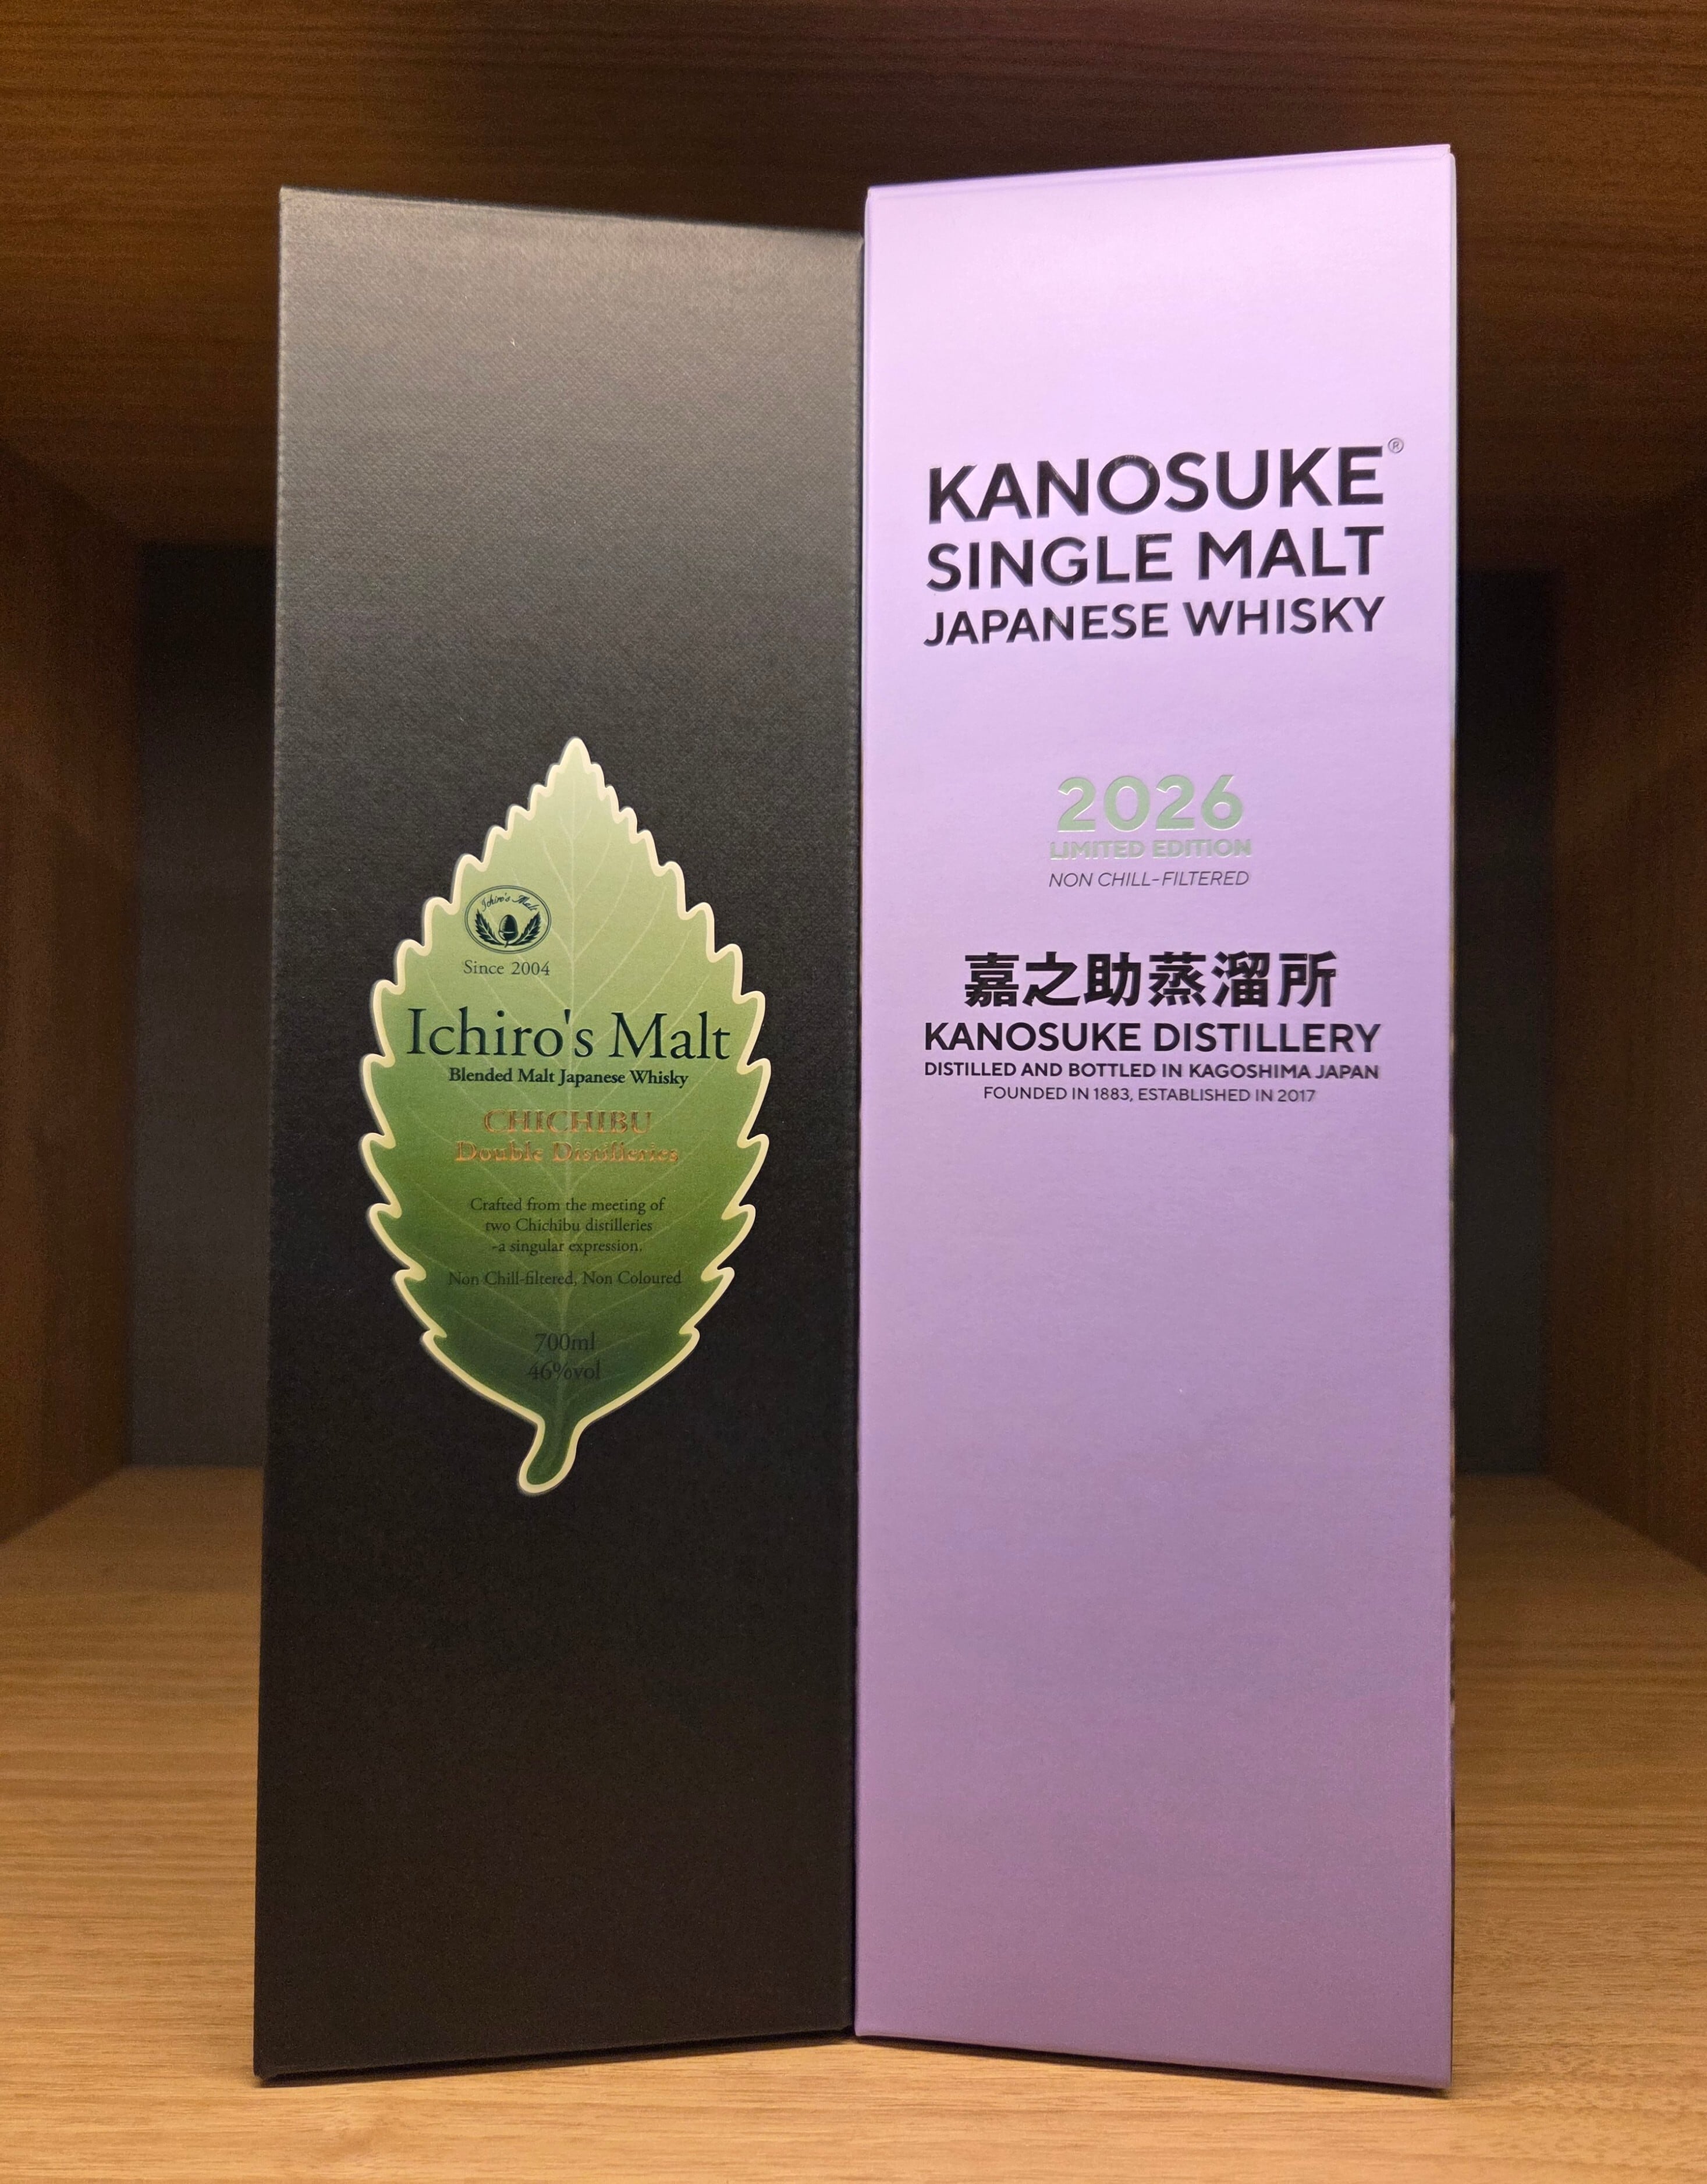 Ichiro's Malt
Since 2004
Ichiro's Malt
Blended Malt Japanese Whisky
CHICHIBU
Double Distilleries
Crafted from the meeting of
two Chichibu distilleries
-a singular expression.
Non Chill-filtered, Non Coloured
700ml
46%vol
KANOSUKE®
SINGLE MALT
JAPANESE WHISKY
2026
LIMITED EDITION
NON CHILL-FILTERED
嘉之助蒸溜所
KANOSUKE DISTILLERY
DISTILLED AND BOTTLED IN KAGOSHIMA JAPAN
FOUNDED IN 1883, ESTABLISHED IN 2017